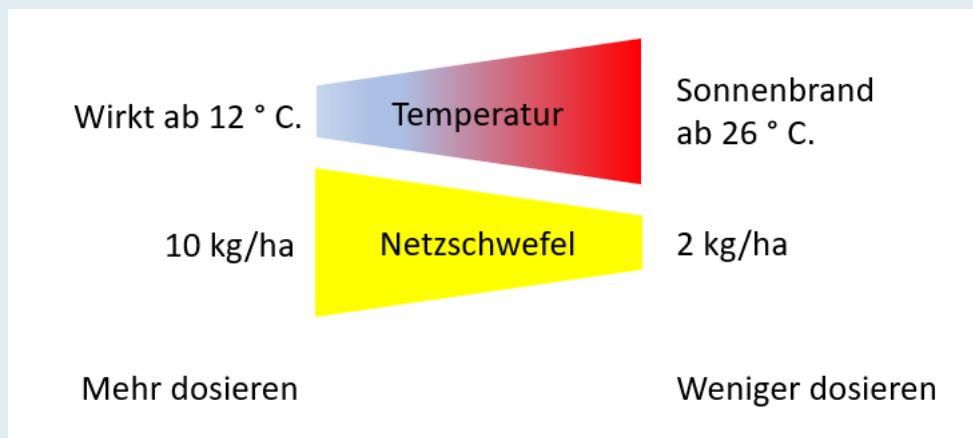 Wirkt ab 12 ° C.
Temperatur
Sonnenbrand
ab 26 ° C.
10 kg/ha
Netzschwefel
2 kg/ha
Mehr dosieren
Weniger dosieren